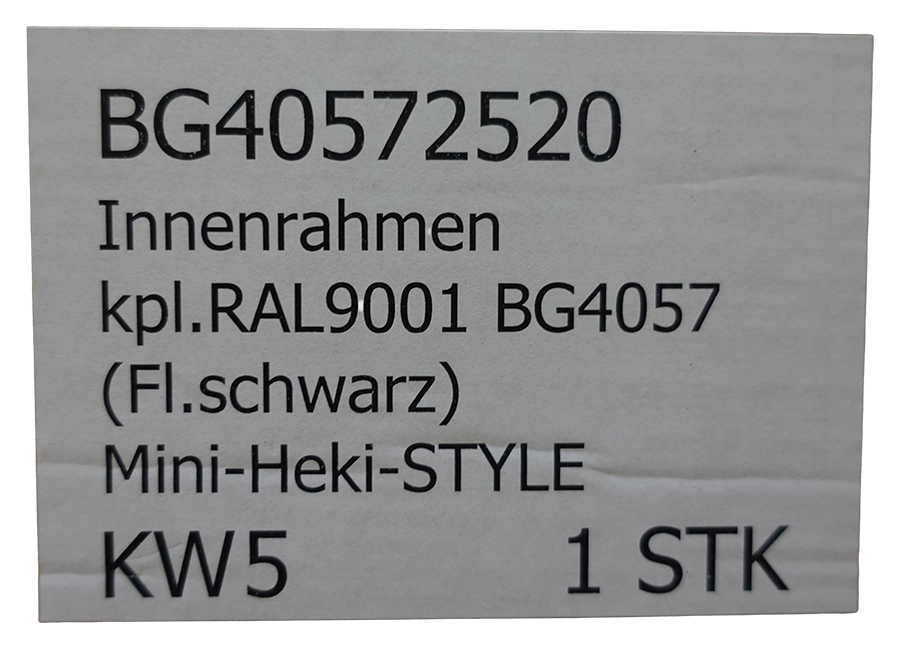 BG40572520
Innenrahmen
kpl.RAL9001 BG4057
(Fl.schwarz)
Mini-Heki-STYLE
KW5 1 STK